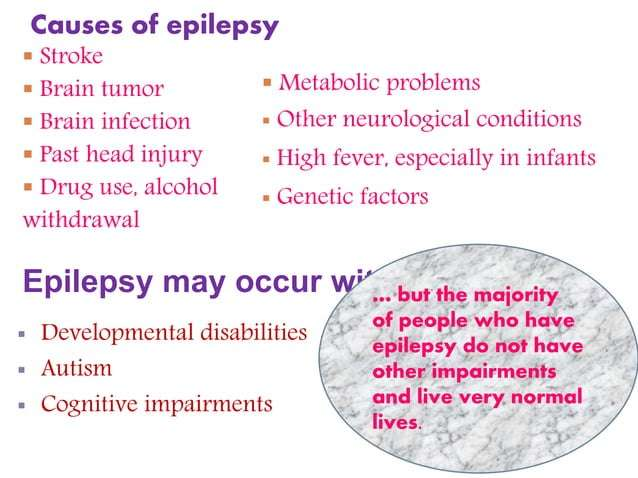 Causes of epilepsy
▪ Stroke
▪ Brain tumor
▪ Brain infection
▪ Past head injury
▪ Drug use, alcohol
withdrawal
▪ Metabolic problems
▪ Other neurological conditions
▪ High fever, especially in infants
▪ Genetic factors
Epilepsy may occur
▪ Developmental disabilities
▪ Autism
▪ Cognitive impairments
... but the majority
of people who have
epilepsy do not have
other impairments
and live very normal
lives.